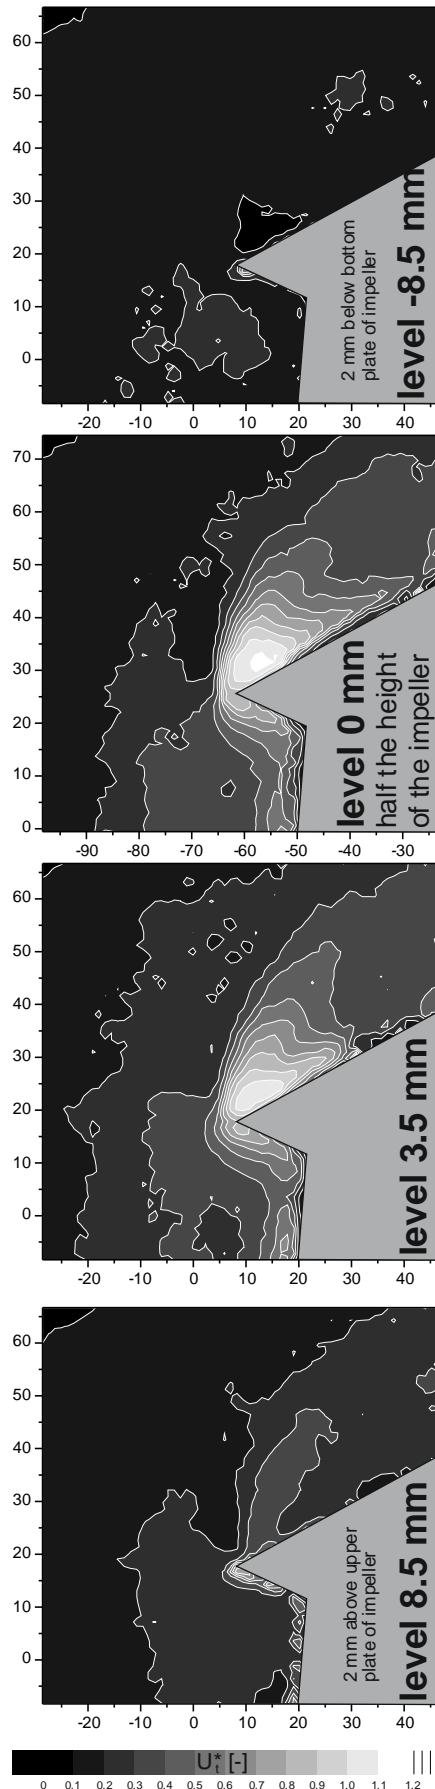 60
50
40
30
20
10
0
-20 -10 0 10 20 30 40
2 mm below bottom
plate of impeller
level -8.5 mm
70
60
50
40
30
20
10
0
-90 -80 -70 -60 -50 -40 -30
level 0 mm
half the height
of the impeller
60
50
40
30
20
10
0
-20 -10 0 10 20 30 40
level 3.5 mm
60
50
40
30
20
10
0
-20 -10 0 10 20 30 40
2 mm above upper
plate of impeller
level 8.5 mm
U*t [-]
0 0.1 0.2 0.3 0.4 0.5 0.6 0.7 0.8 0.9 1.0 1.1 1.2